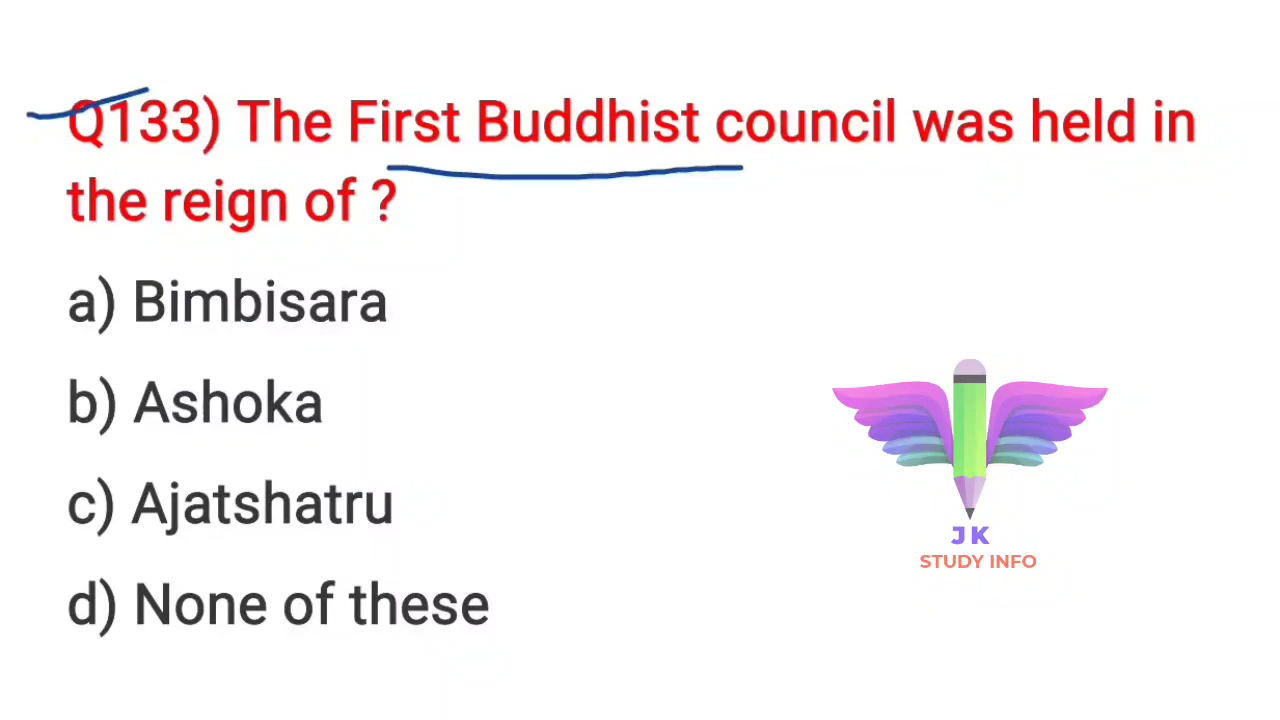 Q133) The First Buddhist council was held in
the reign of ?
a) Bimbisara
b) Ashoka
c) Ajatshatru
d) None of these
JK
STUDY INFO